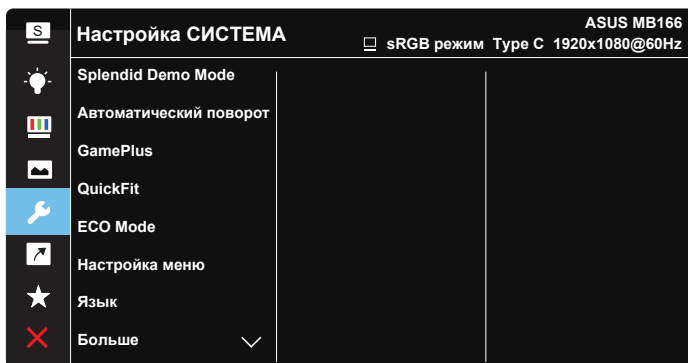 S
Настройка СИСТЕМА
ASUS MB166
sRGB режим Type C 1920x1080@60Hz
Splendid Demo Mode
Автоматический поворот
GamePlus
QuickFit
ECO Mode
Настройка меню
Язык
Больше